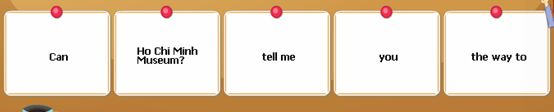 Can
Ho Chi Minh
Museum?
tell me
you
the way to